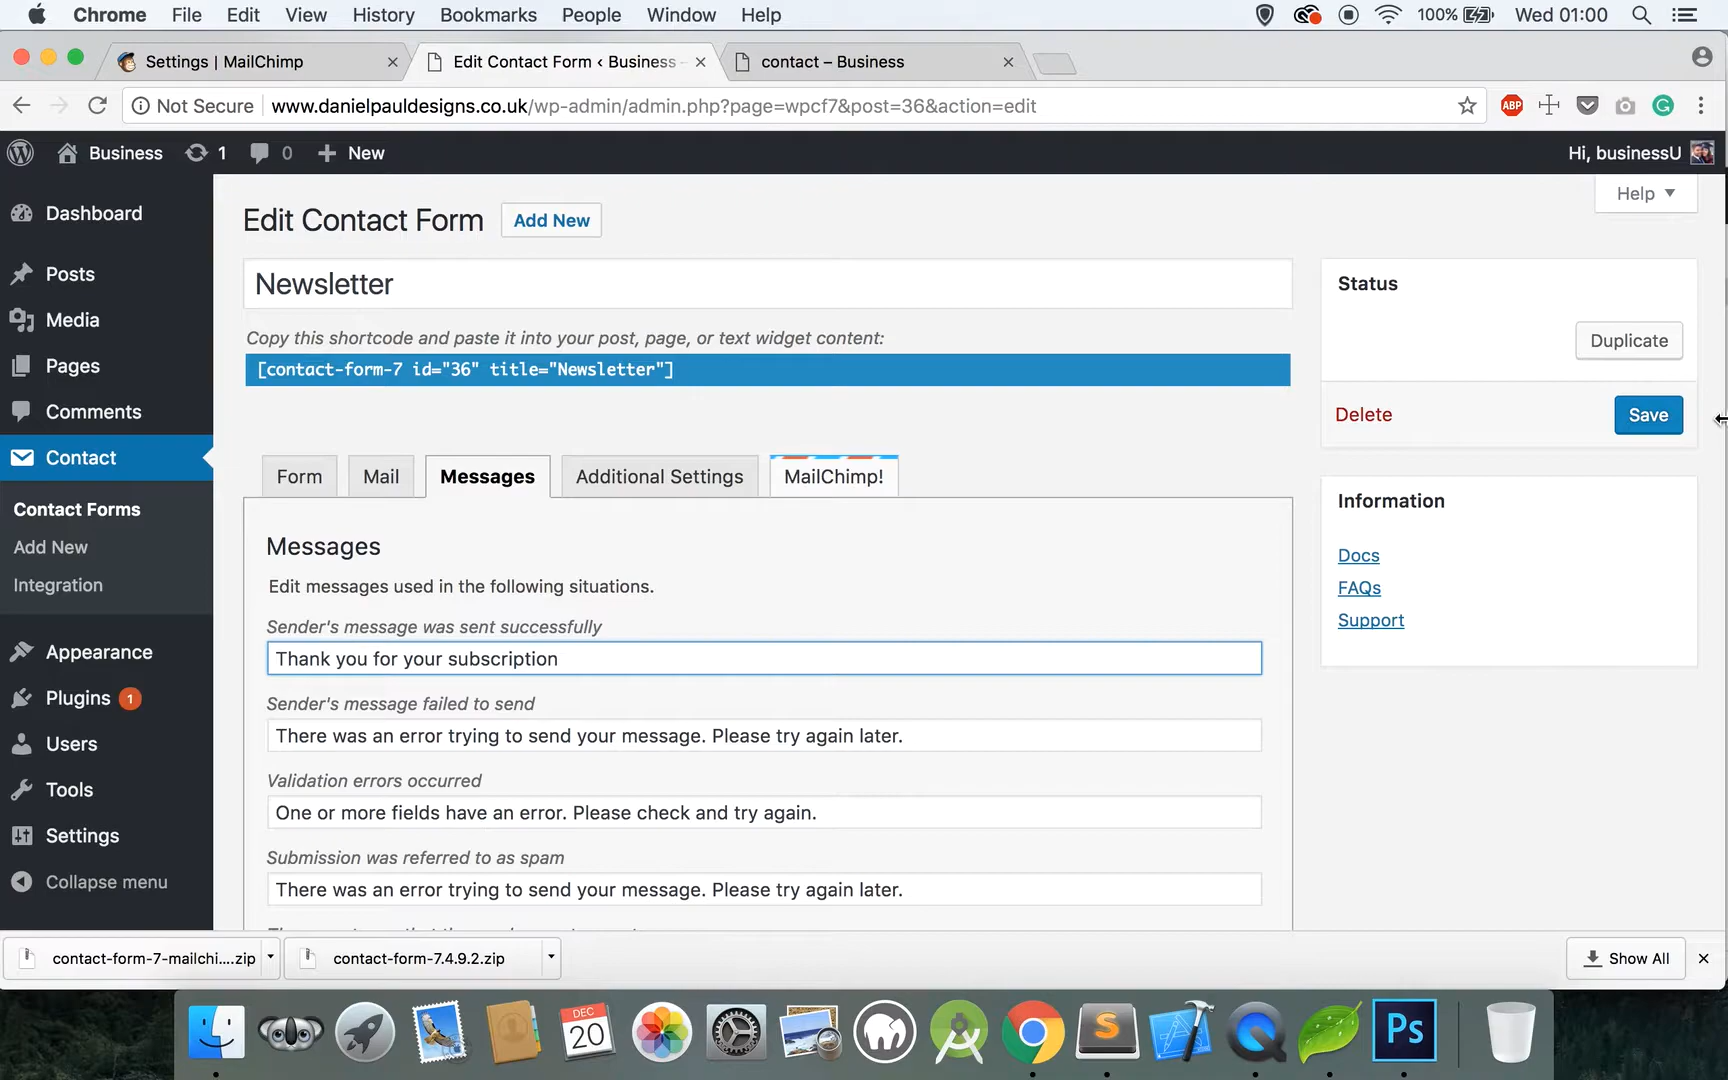 Chrome File Edit View History Bookmarks People Window Help 100% Wed 01:00
Settings | MailChimp
Edit Contact Form ‹ Business
contact – Business
Not Secure www.danielpauldesigns.co.uk/wp-admin/admin.php?page=wpcf7&post=36&action=edit
ABP
G
Business 1 0 New
Hi, businessU
Help
Dashboard
Posts
Media
Pages
Comments
Contact
Contact Forms
Add New
Integration
Appearance
Plugins 1
Users
Tools
Settings
Collapse menu
Edit Contact Form Add New
Newsletter
Copy this shortcode and paste it into your post, page, or text widget content:
[contact-form-7 id="36" title="Newsletter"]
Form Mail Messages Additional Settings MailChimp!
Messages
Edit messages used in the following situations.
Sender's message was sent successfully
Thank you for your subscription
Sender's message failed to send
There was an error trying to send your message. Please try again later.
Validation errors occurred
One or more fields have an error. Please check and try again.
Submission was referred to as spam
There was an error trying to send your message. Please try again later.
Status
Duplicate
Delete
Save
Information
Docs
FAQs
Support
contact-form-7-mailchi....zip
contact-form-7.4.9.2.zip
Show All
DEC
20
S
Ps